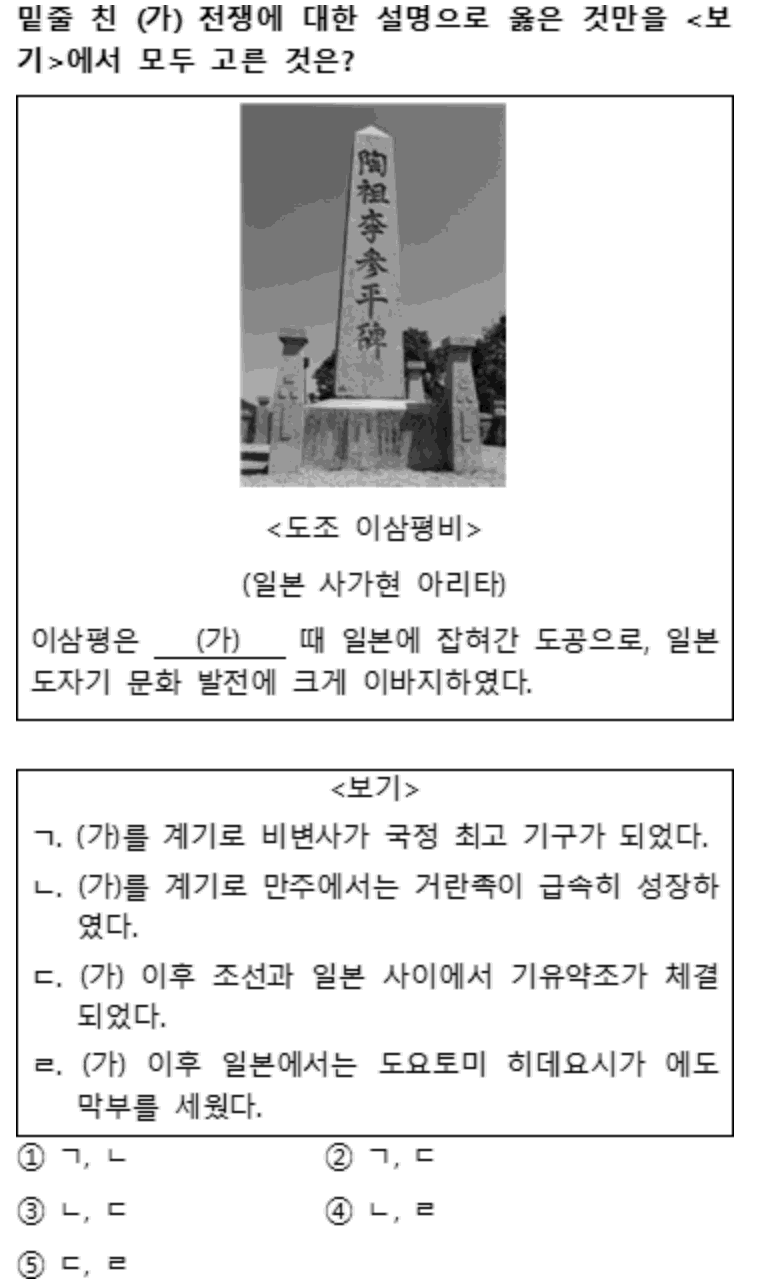 밑줄 친 (가) 전쟁에 대한 설명으로 옳은 것만을 <보
기>에서 모두 고른 것은?
陶祖李参平碑
<도조 이삼평비>
(일본 사가현 아리타)
이삼평은 (가) 때 일본에 잡혀간 도공으로, 일본
도자기 문화 발전에 크게 이바지하였다.
<보기>
ㄱ. (가)를 계기로 비변사가 국정 최고 기구가 되었다.
ㄴ. (가)를 계기로 만주에서는 거란족이 급속히 성장하
였다.
ㄷ. (가) 이후 조선과 일본 사이에서 기유약조가 체결
되었다.
ㄹ. (가) 이후 일본에서는 도요토미 히데요시가 에도
막부를 세웠다.
① ㄱ, ㄴ
② ㄱ, ㄷ
③ ㄴ, ㄷ
④ ㄴ, ㄹ
⑤ ㄷ, ㄹ